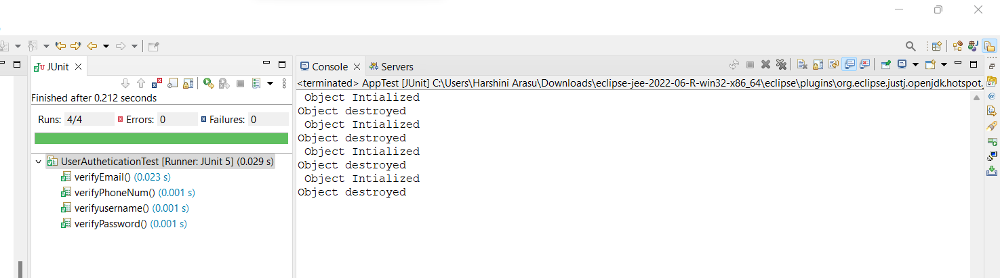 JUnit
Finished after 0.212 seconds
Runs: 4/4 Errors: 0 Failures: 0
UserAutheticationTest [Runner: JUnit 5] (0.029 s)
verifyEmail() (0.023 s)
verifyPhoneNum() (0.001 s)
verifyusername() (0.001 s)
verifyPassword() (0.001 s)
Console Servers
<terminated> AppTest [JUnit] C:\Users\Harshini Arasu\Downloads\eclipse-jee-2022-06-R-win32-x86_64\eclipse\plugins\org.eclipse.justj.openjdk.hotspot.
Object Intialized
Object destroyed
Object Intialized
Object destroyed
Object Intialized
Object destroyed
Object Intialized
Object destroyed